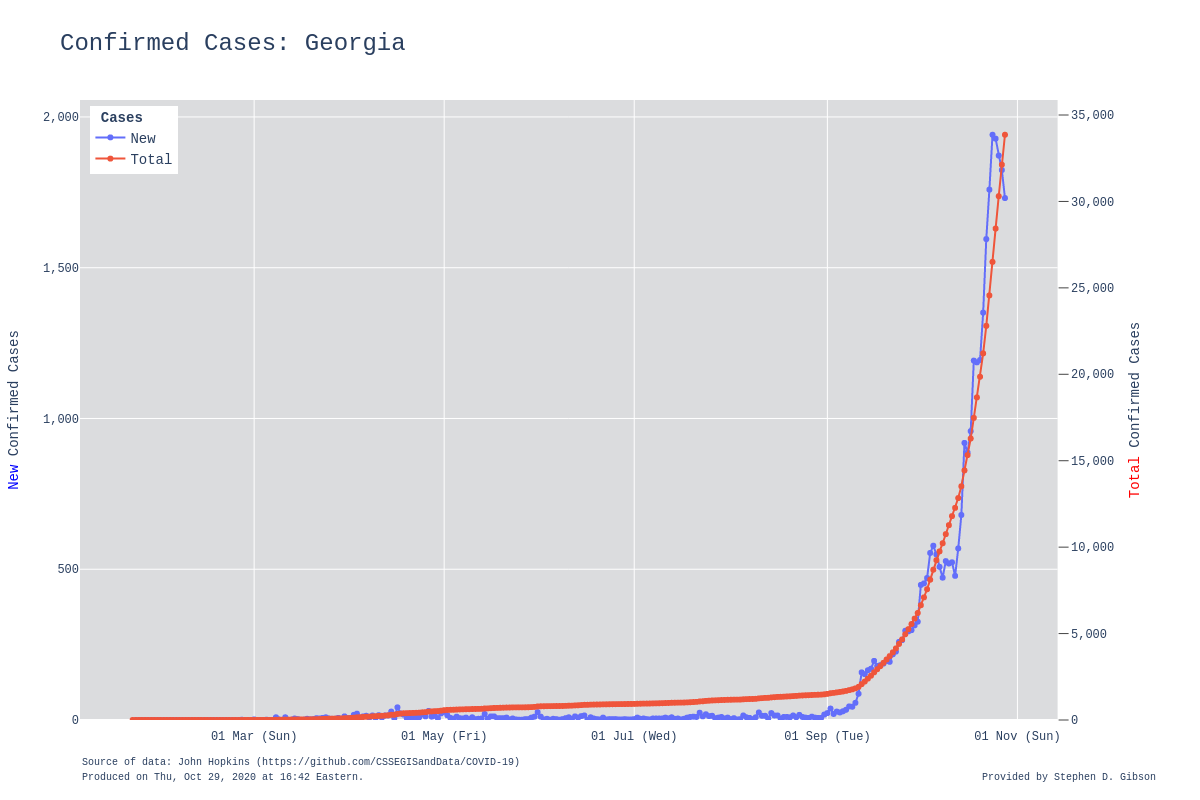 Confirmed Cases: Georgia
Cases
New
Total
2,000
1,500
1,000
500
0
35,000
30,000
25,000
20,000
15,000
10,000
5,000
0
New Confirmed Cases
Total Confirmed Cases
01 Mar (Sun)
01 May (Fri)
01 Jul (Wed)
01 Sep (Tue)
01 Nov (Sun)
Source of data: John Hopkins (https://github.com/CSSEGISandData/COVID-19)
Produced on Thu, Oct 29, 2020 at 16:42 Eastern.
Provided by Stephen D. Gibson